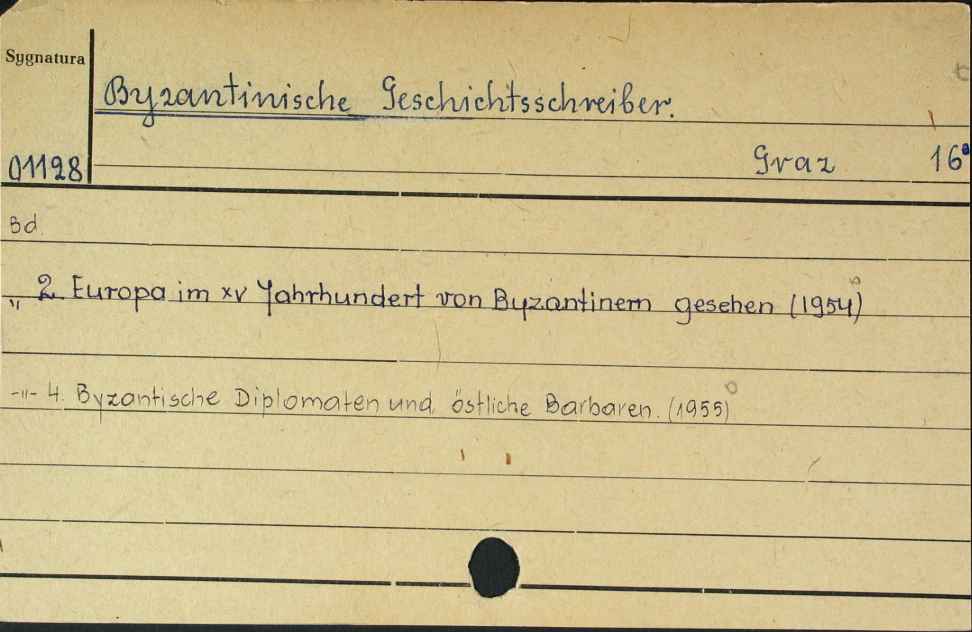 Sygnatura
Byzantinische Geschichtsschreiber.
01128
Graz 16°
Bd.
" 2. Europa im XV Jahrhundert von Byzantinern gesehen (1954)
-"- 4. Byzantische Diplomaten und östliche Barbaren. (1955)